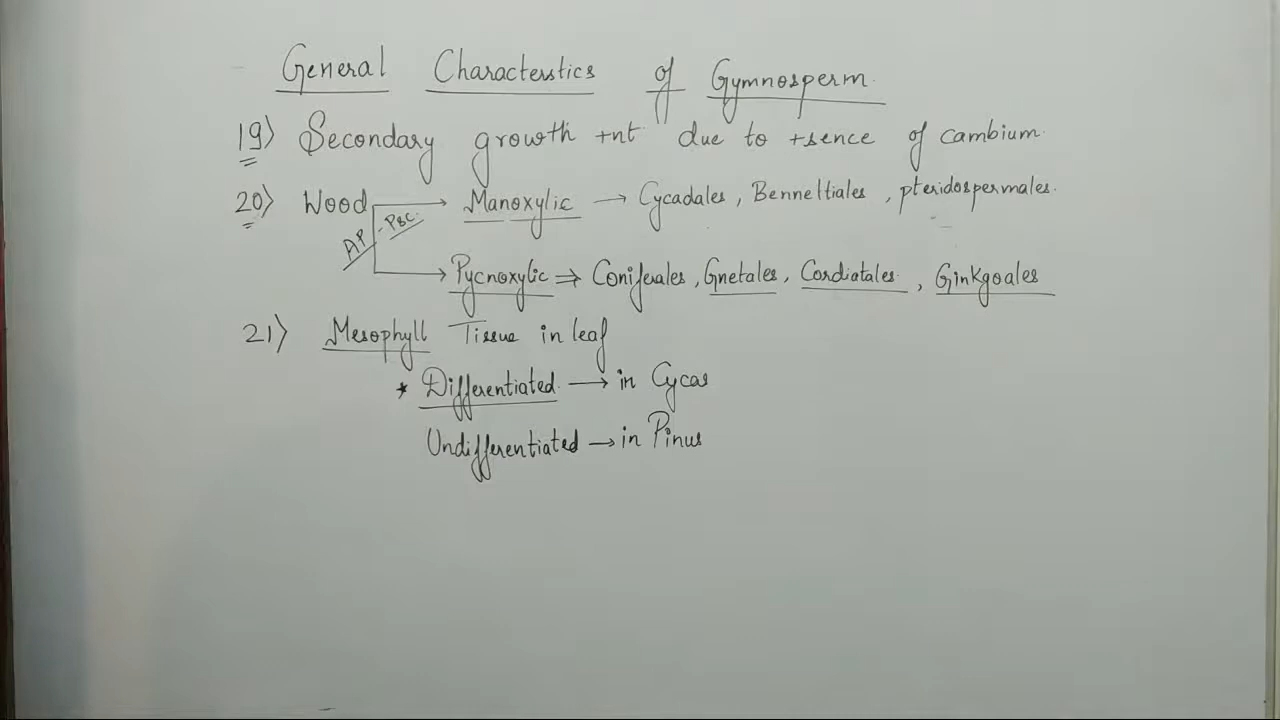 General Characterstics of Gymnosperm.
19) Secondary growth +nt due to +sence of cambium.
20) Wood → Manoxylic → Cycadales, Bennettiales, pteridospermales.
AP - PBC.
Pycnoxylic ⇒ Coniferales, Gnetales, Cordiatales, Ginkgoales
21) Mesophyll Tissue in leaf
* Differentiated → in Cycas
Undifferentiated → in Pinus